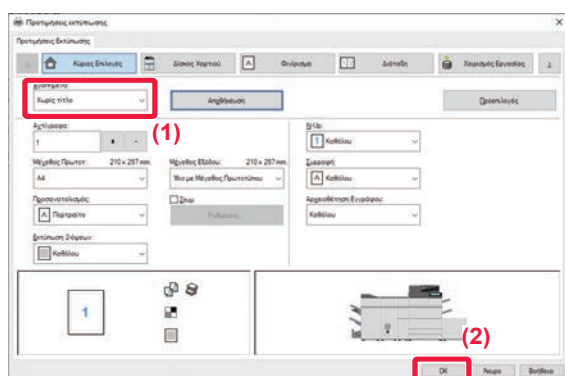 Προτιμήσεις εκτύπωσης
Προτιμήσεις Εκτύπωσης
Κύριες Επιλογές
Δίσκος Χαρτιού
Φινίρισμα
Διάταξη
Χειρισμός Εργασίας
Χωρίς τίτλο
Αποθήκευση
Προεπιλογές
(1)
Αντίγραφα:
1
+
-
N-Up:
1
Καθόλου
Μέγεθος Πρωτοτ.:
210 x 297 mm.
Μέγεθος Εξόδου:
210 x 297 mm.
Συρραφή:
A4
Ίδιο με Μέγεθος Πρωτοτύπου
A
Καθόλου
Προσανατολισμός:
Ζουμ
Αρχειοθέτηση Εγγράφου:
A
Πορτραίτο
Ρυθμίσεις...
Καθόλου
Εκτύπωση 2 όψεων:
Καθόλου
1
(2)
OK
Άκυρο
Βοήθεια